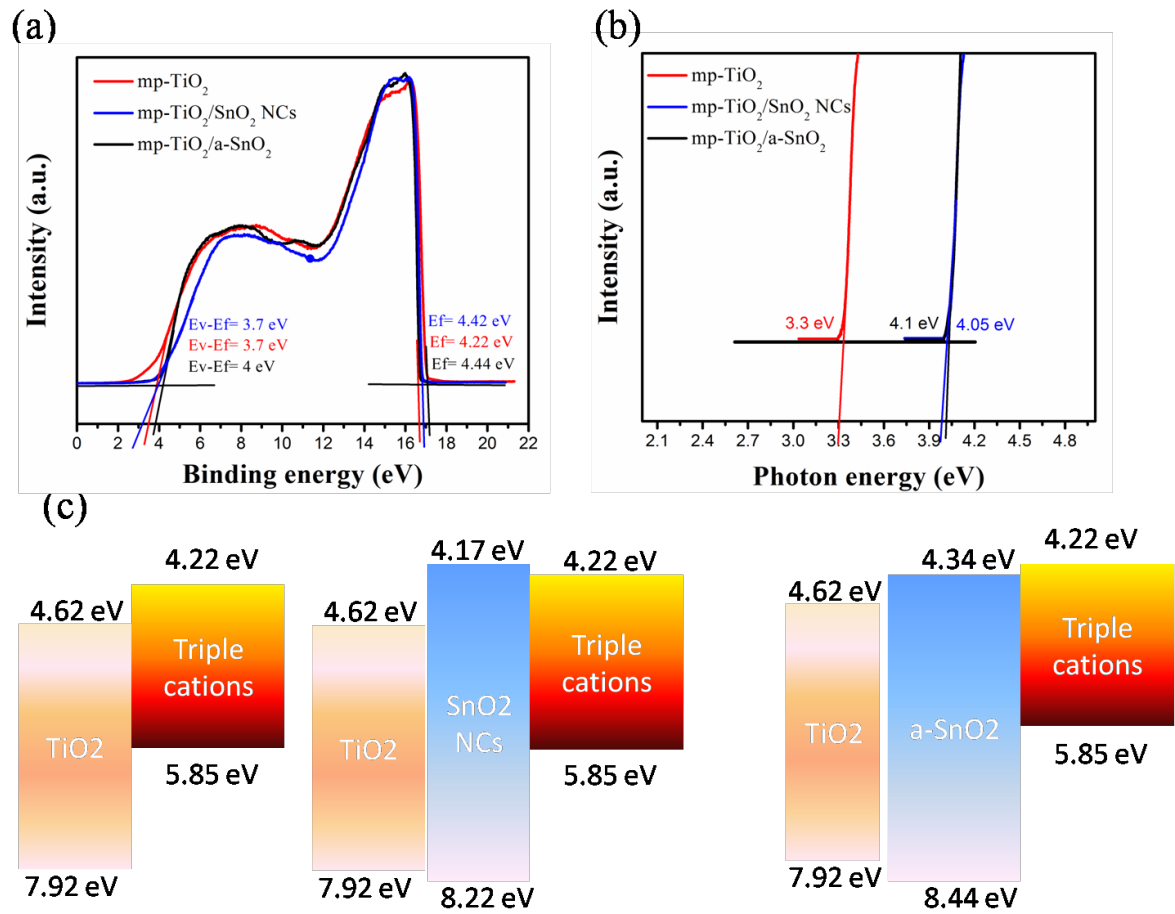 (a)
mp-TiO₂
mp-TiO₂/SnO₂ NCs
mp-TiO₂/a-SnO₂
Intensity (a.u.)
Ev-Ef= 3.7 eV
Ev-Ef= 3.7 eV
Ev-Ef= 4 eV
Ef= 4.42 eV
Ef= 4.22 eV
Ef= 4.44 eV
0 2 4 6 8 10 12 14 16 18 20 22
Binding energy (eV)
(b)
mp-TiO₂
mp-TiO₂/SnO₂ NCs
mp-TiO₂/a-SnO₂
Intensity (a.u.)
3.3 eV
4.1 eV
4.05 eV
2.1 2.4 3.0 3.3 3.6 3.9 4.2 4.5 4.8
Photon energy (eV)
(c)
4.22 eV
4.62 eV
Triple
cations
TiO2
5.85 eV
7.92 eV
4.17 eV
4.22 eV
4.62 eV
SnO2
NCs
Triple
cations
TiO2
5.85 eV
7.92 eV
8.22 eV
4.22 eV
4.34 eV
4.62 eV
Triple
cations
TiO2
a-SnO2
5.85 eV
7.92 eV
8.44 eV